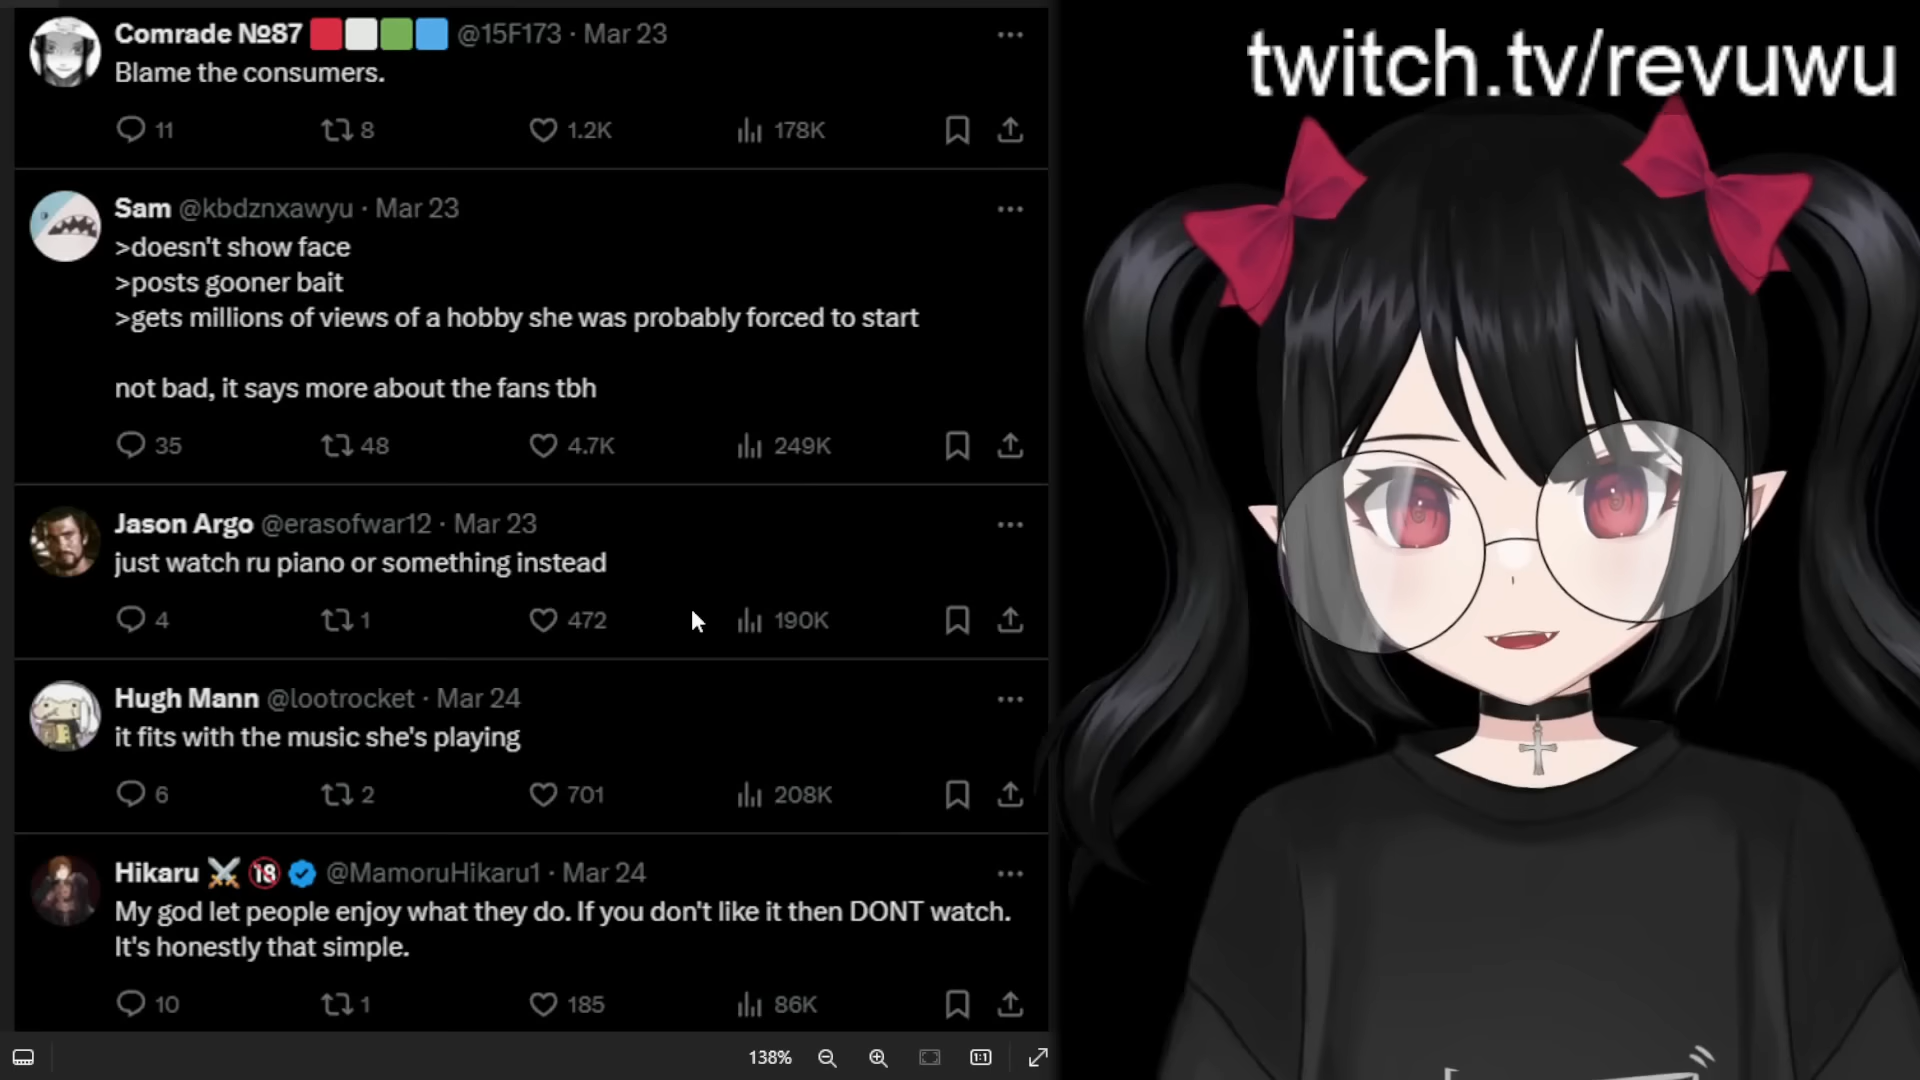 twitch.tv/revuwu
Comrade №87 @15F173 · Mar 23
Blame the consumers.
11 8 1.2K 178K
Sam @kbdznxawyu · Mar 23
>doesn't show face
>posts gooner bait
>gets millions of views of a hobby she was probably forced to start
not bad, it says more about the fans tbh
35 48 4.7K 249K
Jason Argo @erasofwar12 · Mar 23
just watch ru piano or something instead
4 1 472 190K
Hugh Mann @lootrocket · Mar 24
it fits with the music she's playing
6 2 701 208K
Hikaru ⚔️ 🔞 @MamoruHikaru1 · Mar 24
My god let people enjoy what they do. If you don't like it then DONT watch.
It's honestly that simple.
10 1 185 86K
138% 1:1